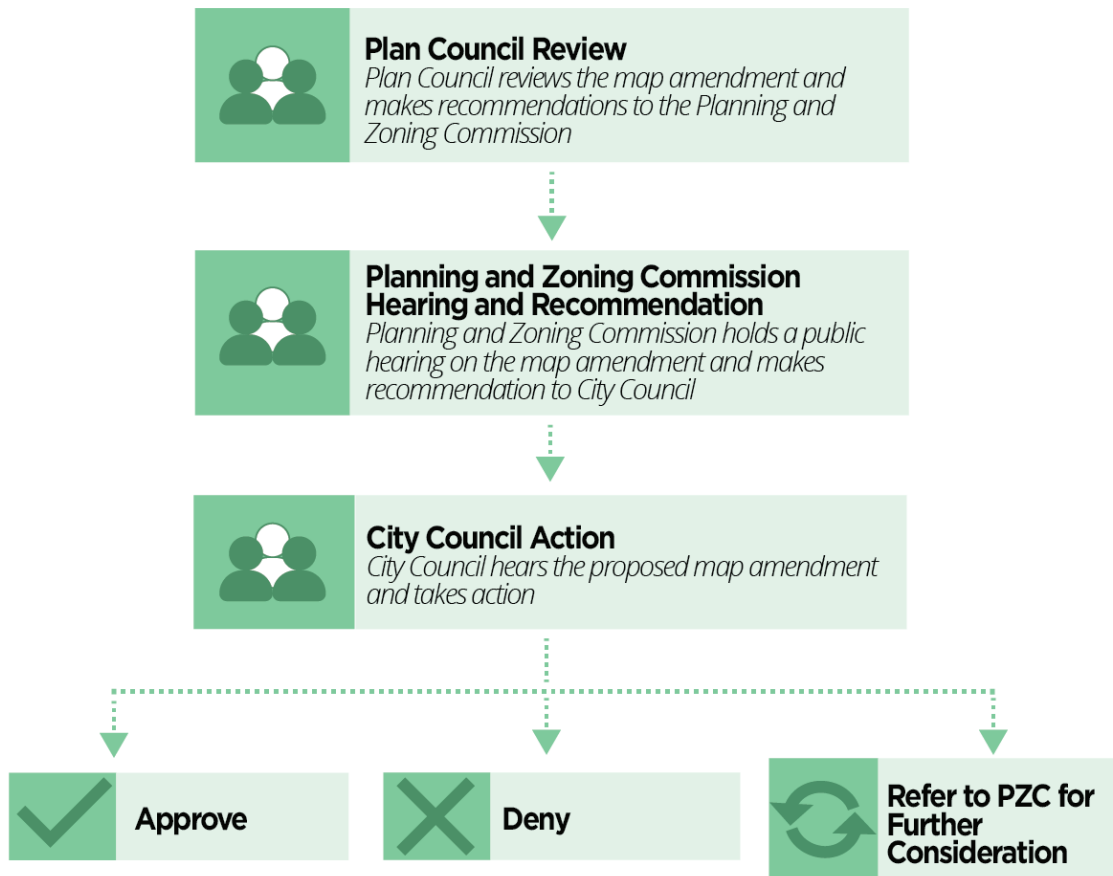 Plan Council Review
Plan Council reviews the map amendment and
makes recommendations to the Planning and
Zoning Commission
Planning and Zoning Commission
Hearing and Recommendation
Planning and Zoning Commission holds a public
hearing on the map amendment and makes
recommendation to City Council
City Council Action
City Council hears the proposed map amendment
and takes action
Approve
Deny
Refer to PZC for
Further
Consideration